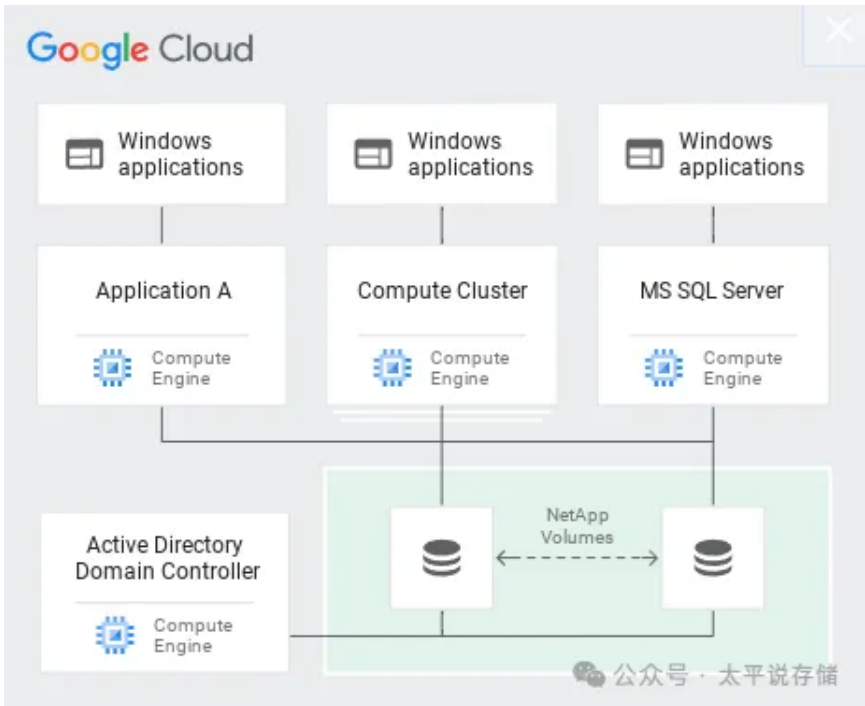 Google Cloud
Windows
applications
Windows
applications
Windows
applications
Application A
Compute
Engine
Compute Cluster
Compute
Engine
MS SQL Server
Compute
Engine
Active Directory
Domain Controller
Compute
Engine
NetApp
Volumes
公众号 · 太平说存储